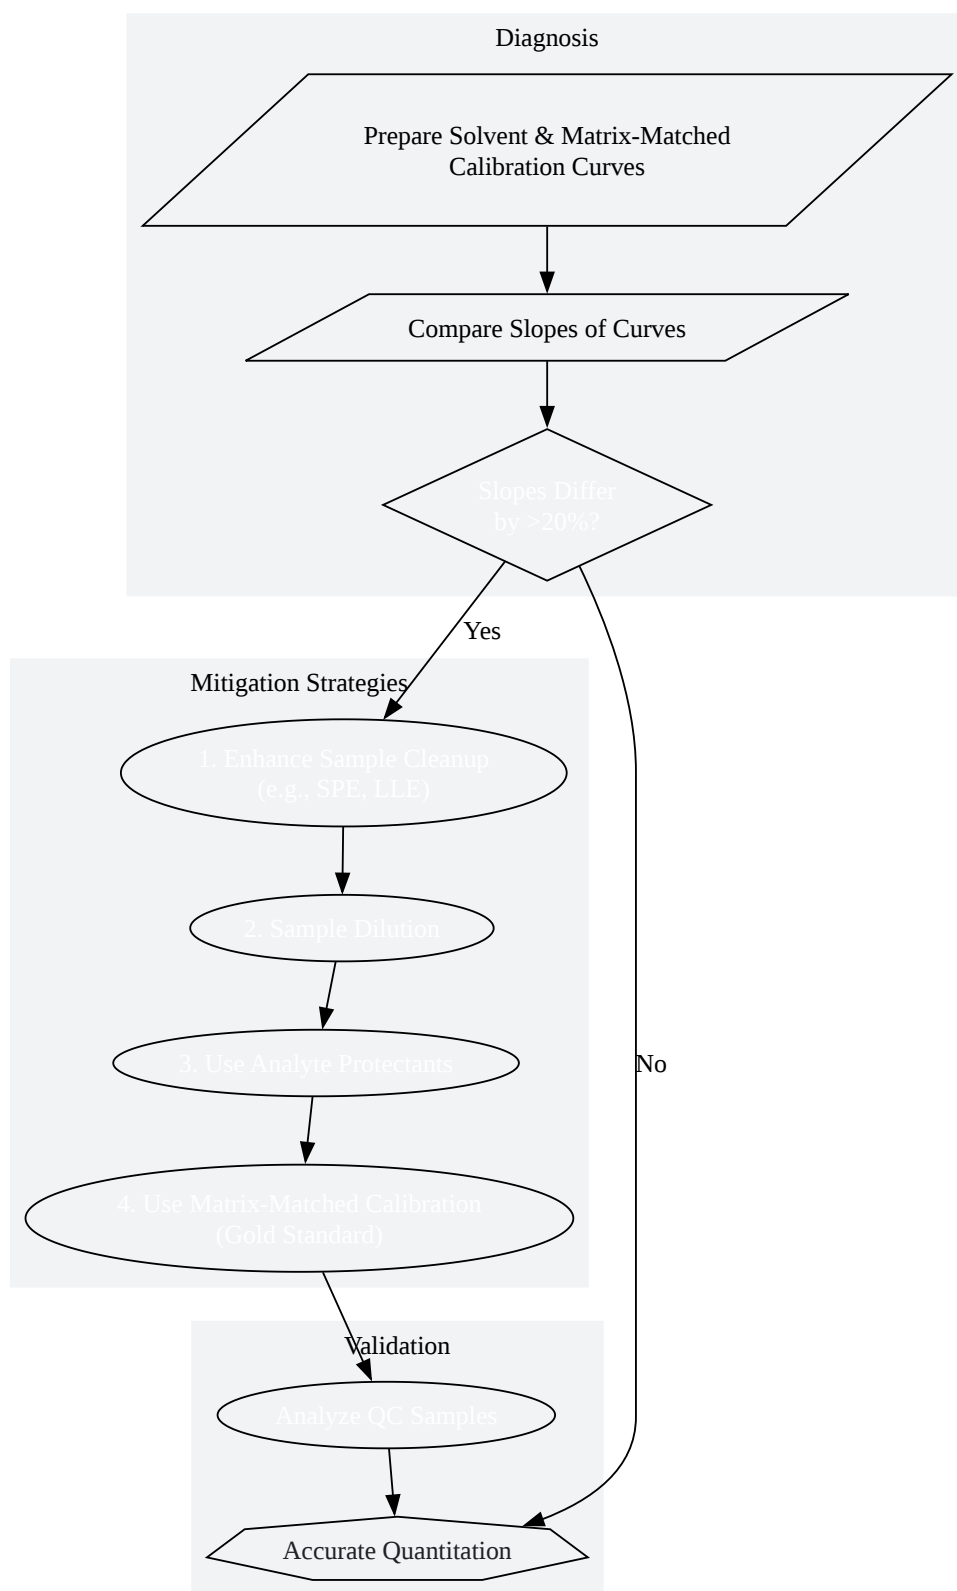 Diagnosis
Prepare Solvent & Matrix-Matched
Calibration Curves
Compare Slopes of Curves
Slopes Differ
by >20%?
Yes
Mitigation Strategies
1. Enhance Sample Cleanup
(e.g., SPE, LLE)
2. Sample Dilution
3. Use Analyte Protectants
No
4. Use Matrix-Matched Calibration
(Gold Standard)
Validation
Analyze QC Samples
Accurate Quantitation